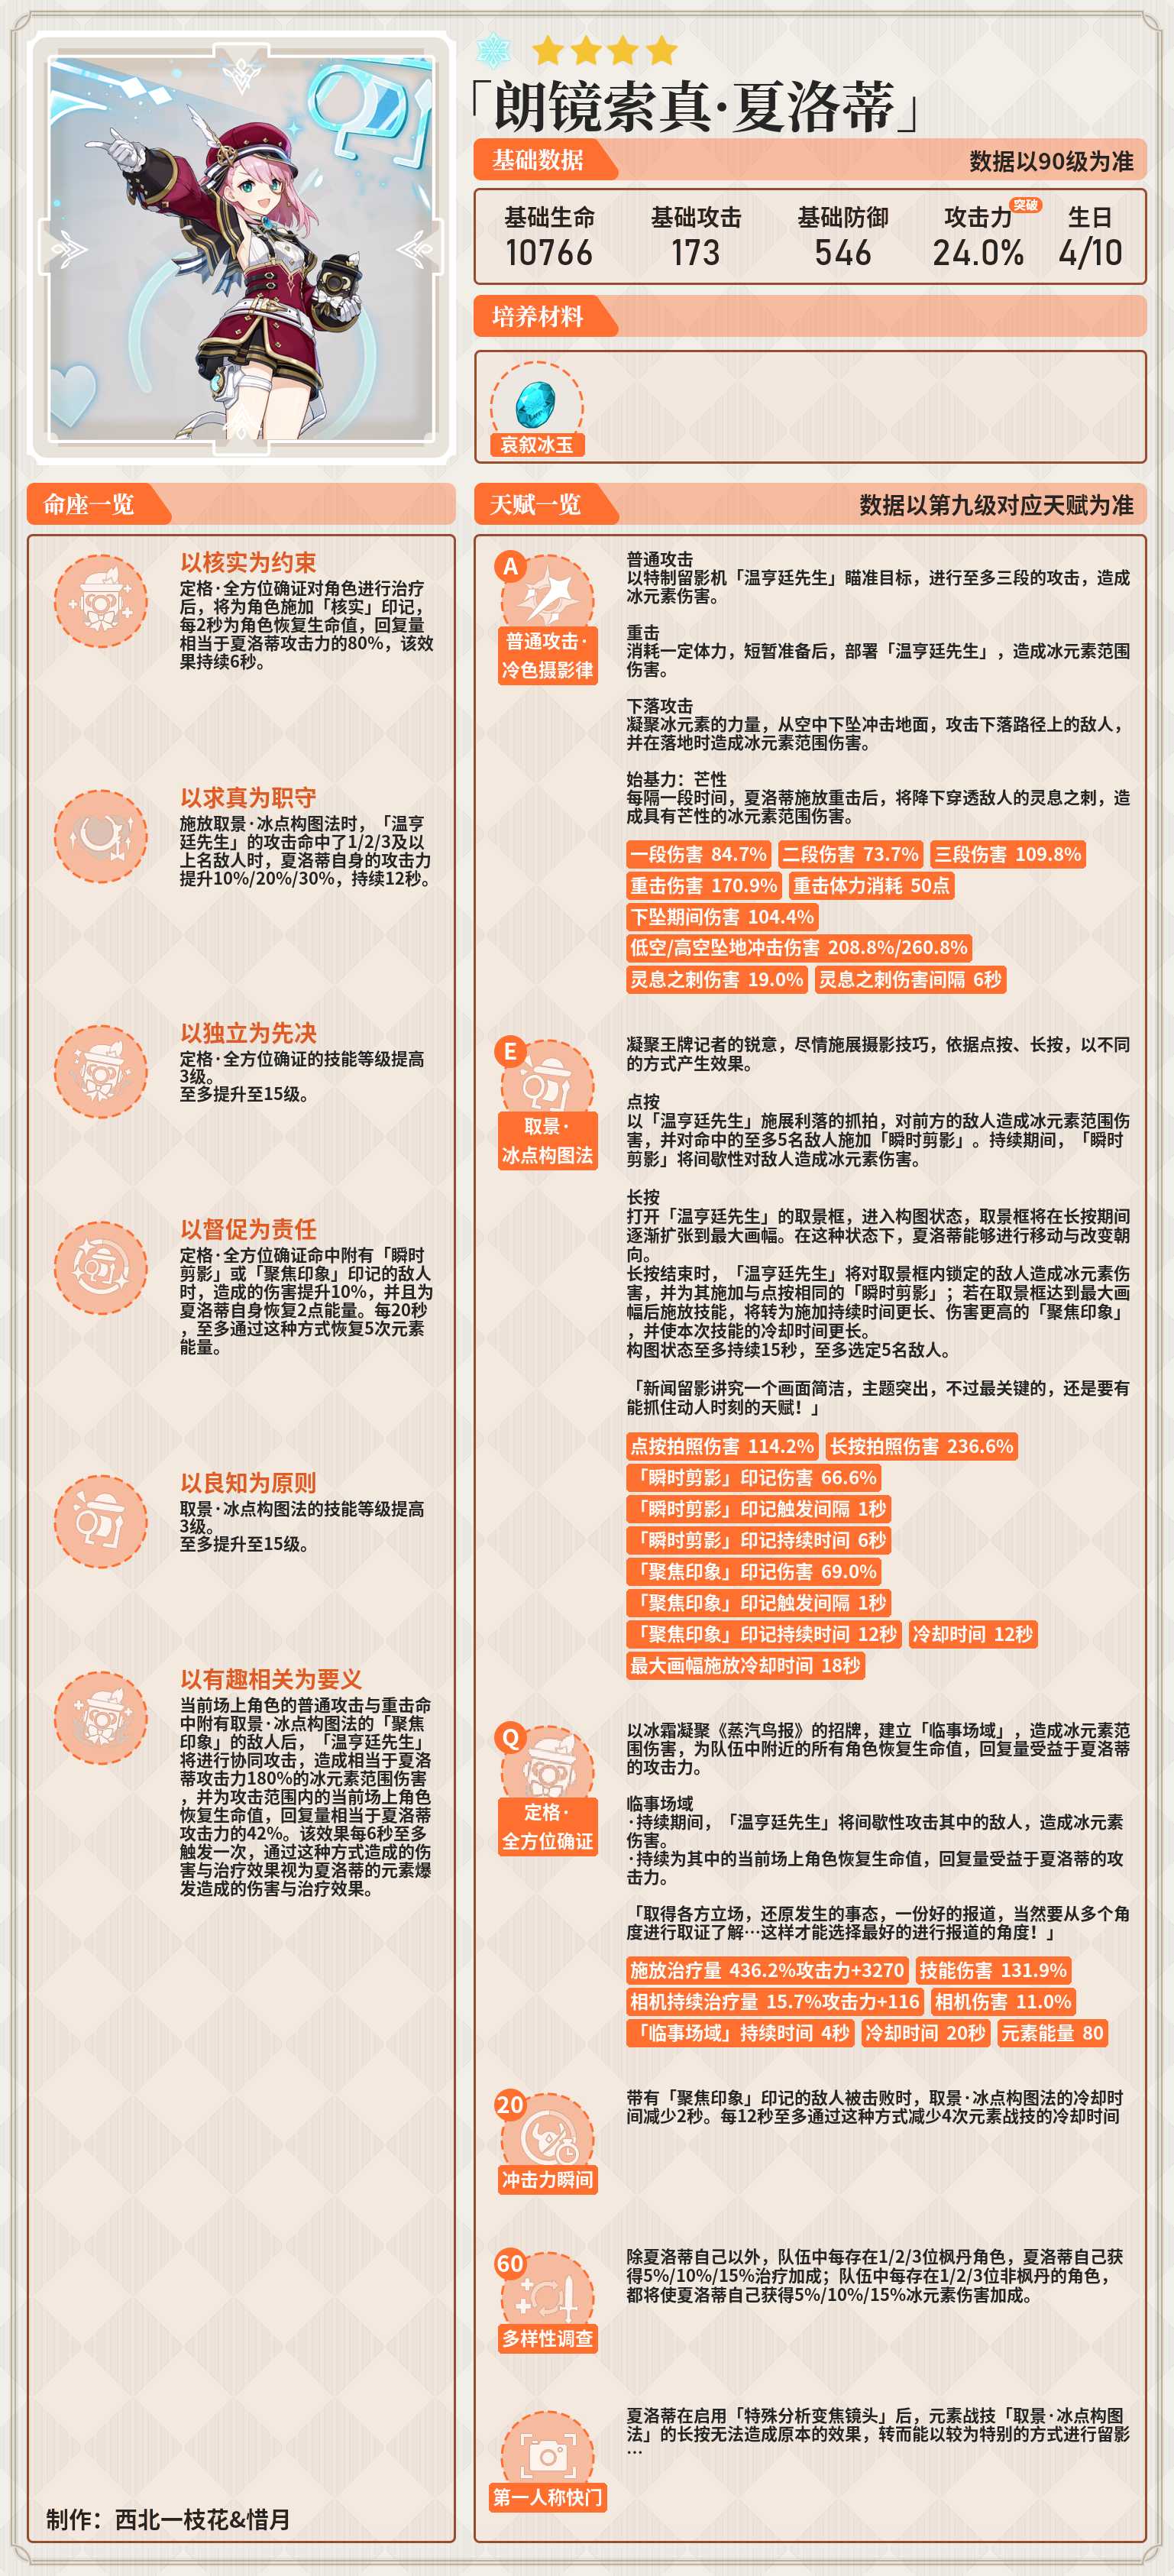 「朗镜索真·夏洛蒂」
基础数据
数据以90级为准
基础生命
10766
基础攻击
173
基础防御
546
攻击力
突破
24.0%
生日
4/10
培养材料
哀叙冰玉
命座一览
以核实为约束
定格·全方位确证对角色进行治疗
后，将为角色施加「核实」印记，
每2秒为角色恢复生命值，回复量
相当于夏洛蒂攻击力的80%，该效
果持续6秒。
以求真为职守
施放取景·冰点构图法时，「温亨
廷先生」的攻击命中了1/2/3及以
上名敌人时，夏洛蒂自身的攻击力
提升10%/20%/30%，持续12秒。
以独立为先决
定格·全方位确证的技能等级提高
3级。
至多提升至15级。
以督促为责任
定格·全方位确证命中附有「瞬时
剪影」或「聚焦印象」印记的敌人
时，造成的伤害提升10%，并且为
夏洛蒂自身恢复2点能量。每20秒
，至多通过这种方式恢复5次元素
能量。
以良知为原则
取景·冰点构图法的技能等级提高
3级。
至多提升至15级。
以有趣相关为要义
当前场上角色的普通攻击与重击命
中附有取景·冰点构图法的「聚焦
印象」的敌人后，「温亨廷先生」
将进行协同攻击，造成相当于夏洛
蒂攻击力180%的冰元素范围伤害
，并为攻击范围内的当前场上角色
恢复生命值，回复量相当于夏洛蒂
攻击力的42%。该效果每6秒至多
触发一次，通过这种方式造成的伤
害与治疗效果视为夏洛蒂的元素爆
发造成的伤害与治疗效果。
制作：西北一枝花&惜月
天赋一览
数据以第九级对应天赋为准
A
普通攻击·
冷色摄影律
普通攻击
以特制留影机「温亨廷先生」瞄准目标，进行至多三段的攻击，造成
冰元素伤害。
重击
消耗一定体力，短暂准备后，部署「温亨廷先生」，造成冰元素范围
伤害。
下落攻击
凝聚冰元素的力量，从空中下坠冲击地面，攻击下落路径上的敌人，
并在落地时造成冰元素范围伤害。
始基力：芒性
每隔一段时间，夏洛蒂施放重击后，将降下穿透敌人的灵息之刺，造
成具有芒性的冰元素范围伤害。
一段伤害 84.7% 二段伤害 73.7% 三段伤害 109.8%
重击伤害 170.9% 重击体力消耗 50点
下坠期间伤害 104.4%
低空/高空坠地冲击伤害 208.8%/260.8%
灵息之刺伤害 19.0% 灵息之刺伤害间隔 6秒
E
取景·
冰点构图法
凝聚王牌记者的锐意，尽情施展摄影技巧，依据点按、长按，以不同
的方式产生效果。
点按
以「温亨廷先生」施展利落的抓拍，对前方的敌人造成冰元素范围伤
害，并对命中的至多5名敌人施加「瞬时剪影」。持续期间，「瞬时
剪影」将间歇性对敌人造成冰元素伤害。
长按
打开「温亨廷先生」的取景框，进入构图状态，取景框将在长按期间
逐渐扩张到最大画幅。在这种状态下，夏洛蒂能够进行移动与改变朝
向。
长按结束时，「温亨廷先生」将对取景框内锁定的敌人造成冰元素伤
害，并为其施加与点按相同的「瞬时剪影」；若在取景框达到最大画
幅后施放技能，将转为施加持续时间更长、伤害更高的「聚焦印象」
，并使本次技能的冷却时间更长。
构图状态至多持续15秒，至多选定5名敌人。
「新闻留影讲究一个画面简洁，主题突出，不过最关键的，还是要有
能抓住动人时刻的天赋！」
点按拍照伤害 114.2% 长按拍照伤害 236.6%
「瞬时剪影」印记伤害 66.6%
「瞬时剪影」印记触发间隔 1秒
「瞬时剪影」印记持续时间 6秒
「聚焦印象」印记伤害 69.0%
「聚焦印象」印记触发间隔 1秒
「聚焦印象」印记持续时间 12秒 冷却时间 12秒
最大画幅施放冷却时间 18秒
Q
定格·
全方位确证
以冰霜凝聚《蒸汽鸟报》的招牌，建立「临事场域」，造成冰元素范
围伤害，为队伍中附近的所有角色恢复生命值，回复量受益于夏洛蒂
的攻击力。
临事场域
·持续期间，「温亨廷先生」将间歇性攻击其中的敌人，造成冰元素
伤害。
·持续为其中的当前场上角色恢复生命值，回复量受益于夏洛蒂的攻
击力。
「取得各方立场，还原发生的事态，一份好的报道，当然要从多个角
度进行取证了解…这样才能选择最好的进行报道的角度！」
施放治疗量 436.2%攻击力+3270 技能伤害 131.9%
相机持续治疗量 15.7%攻击力+116 相机伤害 11.0%
「临事场域」持续时间 4秒 冷却时间 20秒 元素能量 80
20
冲击力瞬间
带有「聚焦印象」印记的敌人被击败时，取景·冰点构图法的冷却时
间减少2秒。每12秒至多通过这种方式减少4次元素战技的冷却时间
60
多样性调查
除夏洛蒂自己以外，队伍中每存在1/2/3位枫丹角色，夏洛蒂自己获
得5%/10%/15%治疗加成；队伍中每存在1/2/3位非枫丹的角色，
都将使夏洛蒂自己获得5%/10%/15%冰元素伤害加成。
第一人称快门
夏洛蒂在启用「特殊分析变焦镜头」后，元素战技「取景·冰点构图
法」的长按无法造成原本的效果，转而能以较为特别的方式进行留影
…